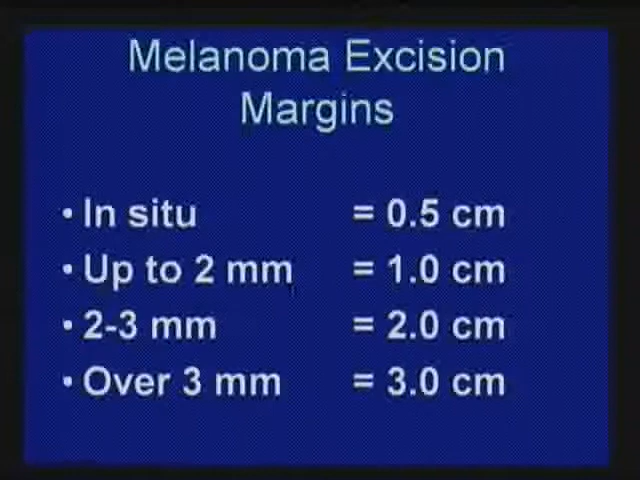 Melanoma Excision
Margins
• In situ = 0.5 cm
• Up to 2 mm = 1.0 cm
• 2-3 mm = 2.0 cm
• Over 3 mm = 3.0 cm